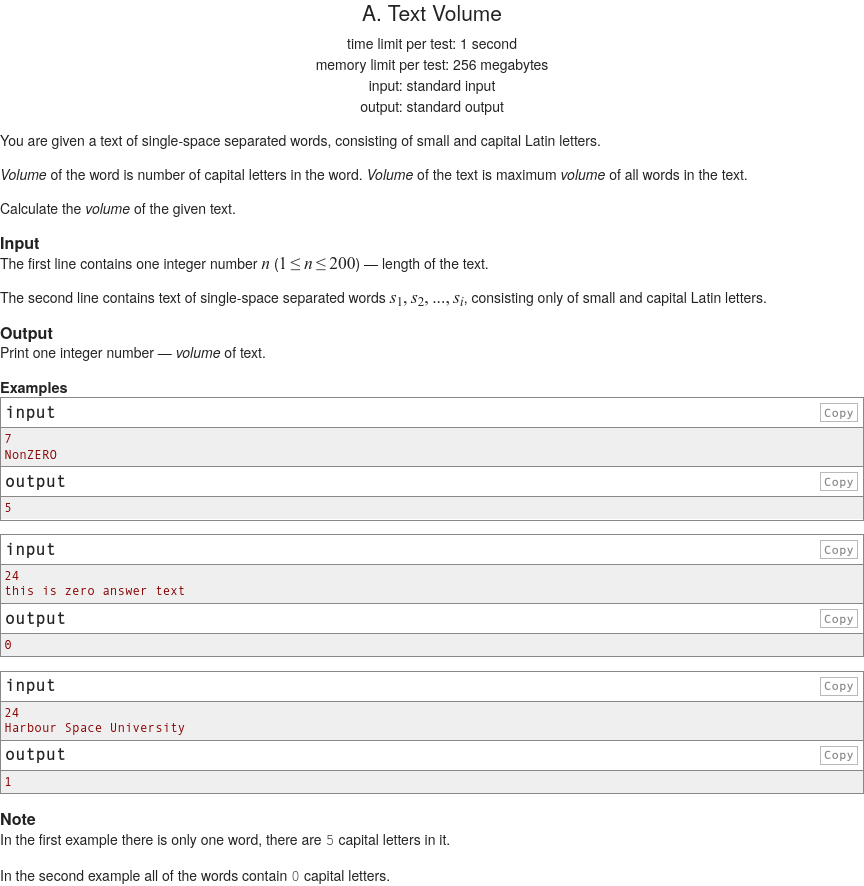 A. Text Volume
time limit per test: 1 second
memory limit per test: 256 megabytes
input: standard input
output: standard output
You are given a text of single-space separated words, consisting of small and capital Latin letters.
Volume of the word is number of capital letters in the word. Volume of the text is maximum volume of all words in the text.
Calculate the volume of the given text.
Input
The first line contains one integer number n (1 ≤ n ≤ 200) — length of the text.
The second line contains text of single-space separated words s1, s2, ..., si, consisting only of small and capital Latin letters.
Output
Print one integer number — volume of text.
Examples
input Copy
7
NonZERO
output Copy
5
input Copy
24
this is zero answer text
output Copy
0
input Copy
24
Harbour Space University
output Copy
1
Note
In the first example there is only one word, there are 5 capital letters in it.
In the second example all of the words contain 0 capital letters.